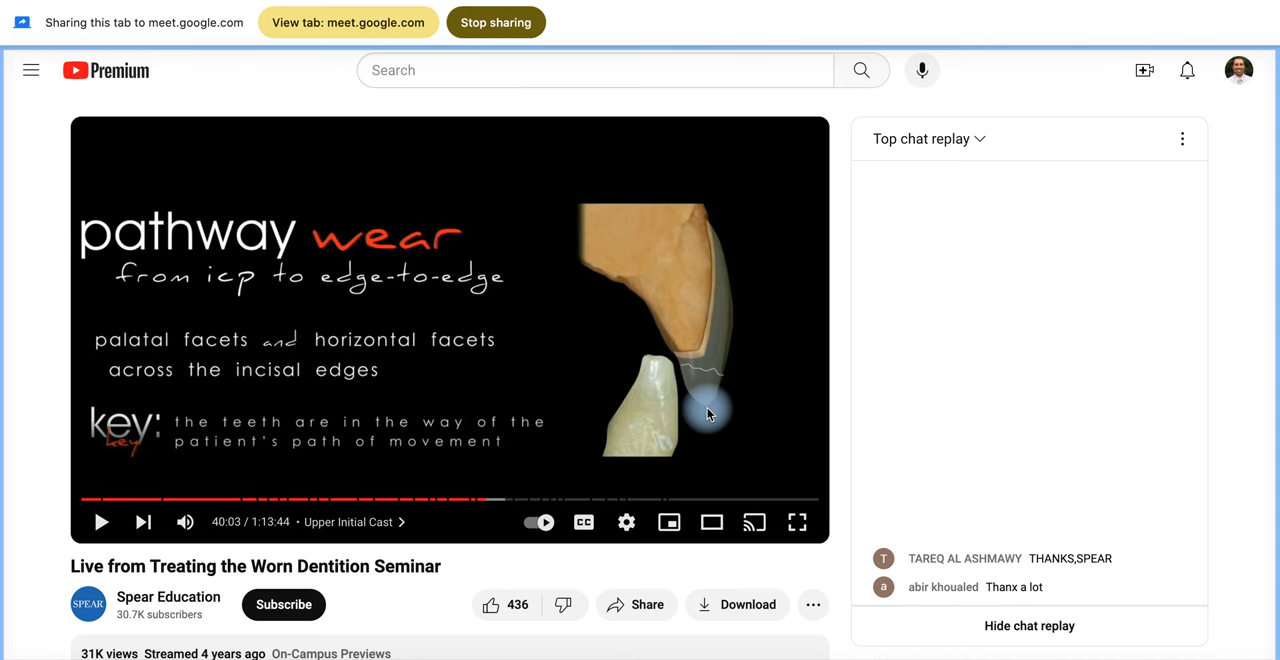 Sharing this tab to meet.google.com
View tab: meet.google.com
Stop sharing
Premium
Search
pathway wear
from icp to edge-to-edge
palatal facets and horizontal facets
across the incisal edges
key: the teeth are in the way of the
key patient's path of movement
40:03 / 1:13:44 • Upper Initial Cast
CC
Live from Treating the Worn Dentition Seminar
SPEAR
Spear Education
30.7K subscribers
Subscribe
436
Share
Download
31K views Streamed 4 years ago On-Campus Previews
Top chat replay
T TAREQ AL ASHMAWY THANKS,SPEAR
a abir khoualed Thanx a lot
Hide chat replay